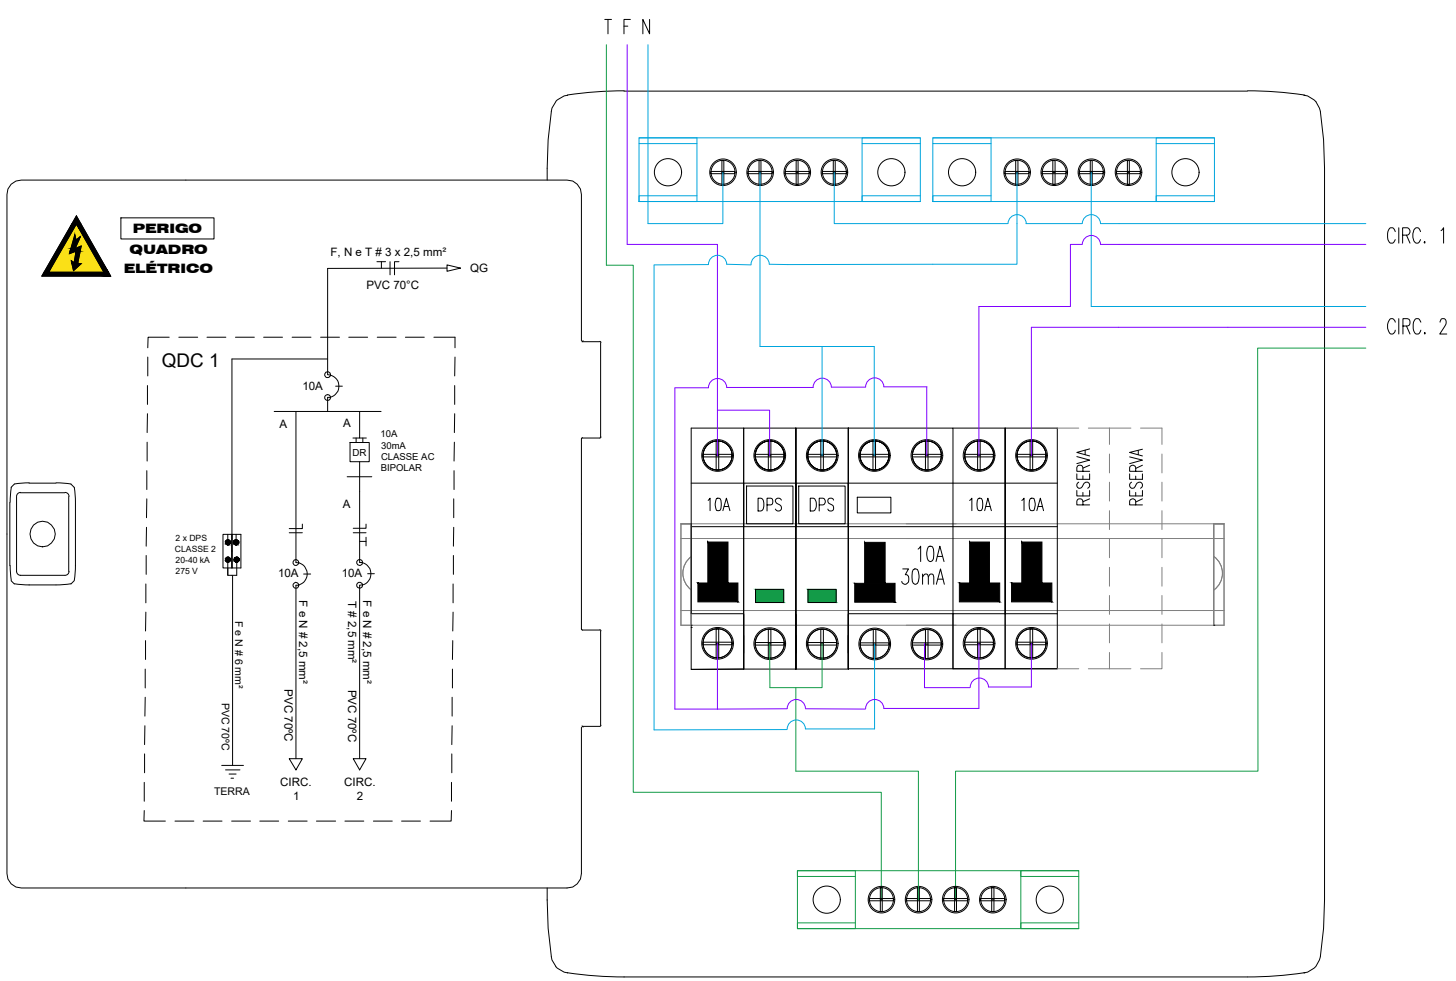 T F N
PERIGO
QUADRO
ELÉTRICO
F, N e T # 3 x 2,5 mm²
QG
PVC 70°C
QDC 1
10A
A
A
10A
30mA
CLASSE AC
BIPOLAR
DR
A
2 x DPS
CLASSE 2
20-40 kA
275 V
10A
10A
F e N # 6 mm²
PVC 70ºC
F e N # 2,5 mm²
PVC 70ºC
F e N # 2,5 mm²
T # 2,5 mm²
PVC 70ºC
TERRA
CIRC.
1
CIRC.
2
CIRC. 1
CIRC. 2
10A
DPS
DPS
10A
30mA
10A
10A
RESERVA
RESERVA